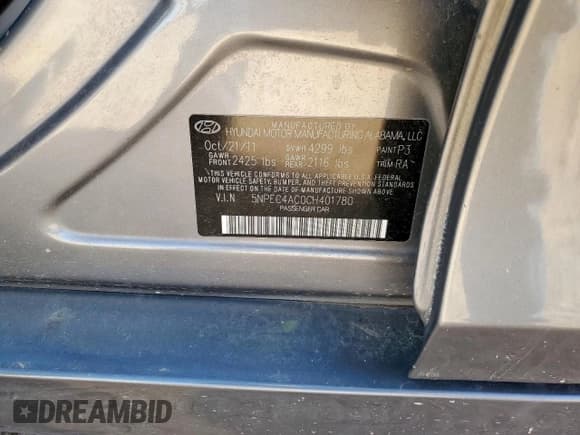 MANUFACTURED BY
HYUNDAI MOTOR MANUFACTURING ALABAMA, LLC
Oct/21/11 GVWR 4299 lbs PAINT P3
GAWR FRONT 2425 lbs GAWR REAR 2116 lbs TRIM RA
THIS VEHICLE CONFORMS TO ALL APPLICABLE U.S.A. FEDERAL
MOTOR VEHICLE SAFETY, BUMPER, AND THEFT PREVENTION STANDARDS
IN EFFECT ON THE DATE OF MANUFACTURE SHOWN ABOVE.
V.I.N 5NPEC4AC0CH401780
PASSENGER CAR
DREAMBID